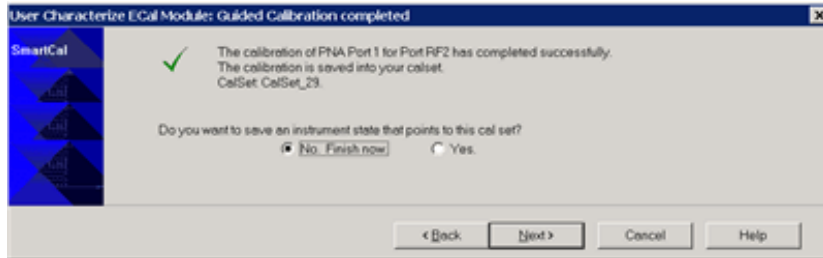 User Characterize ECal Module: Guided Calibration completed
SmartCal
The calibration of PNA Port 1 for Port RF2 has completed successfully.
The calibration is saved into your calset.
CalSet: CalSet_29.
Do you want to save an instrument state that points to this cal set?
No. Finish now
Yes.
< Back
Next >
Cancel
Help